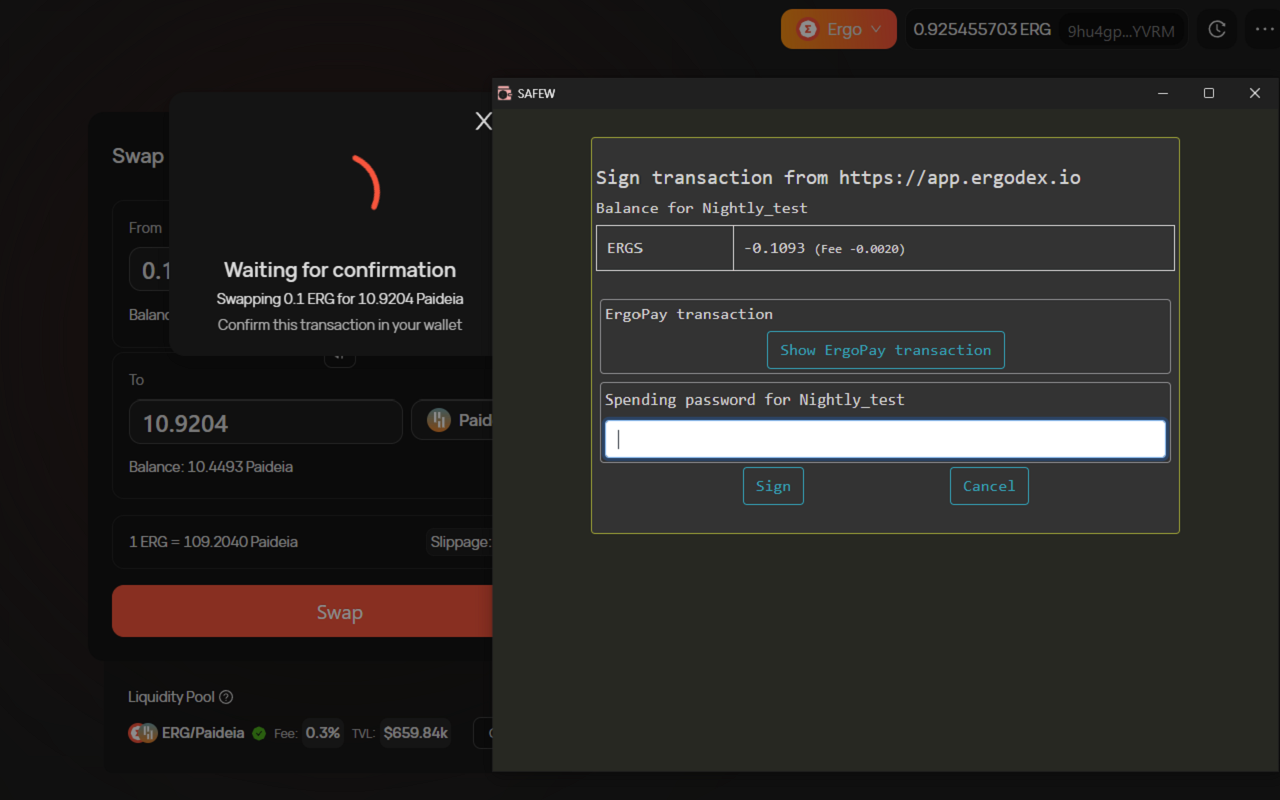 Ergo
0.925455703 ERG
9hu4gp...YVRM
SAFEW
X
Swap
From
0.1
Balanc
Waiting for confirmation
Swapping 0.1 ERG for 10.9204 Paideia
Confirm this transaction in your wallet
To
10.9204
Paid
Balance: 10.4493 Paideia
1 ERG = 109.2040 Paideia
Slippage:
Swap
Liquidity Pool
ERG/Paideia Fee: 0.3% TVL: $659.84k
Sign transaction from https://app.ergodex.io
Balance for Nightly_test
ERGS -0.1093 (Fee -0.0020)
ErgoPay transaction
Show ErgoPay transaction
Spending password for Nightly_test
Sign Cancel